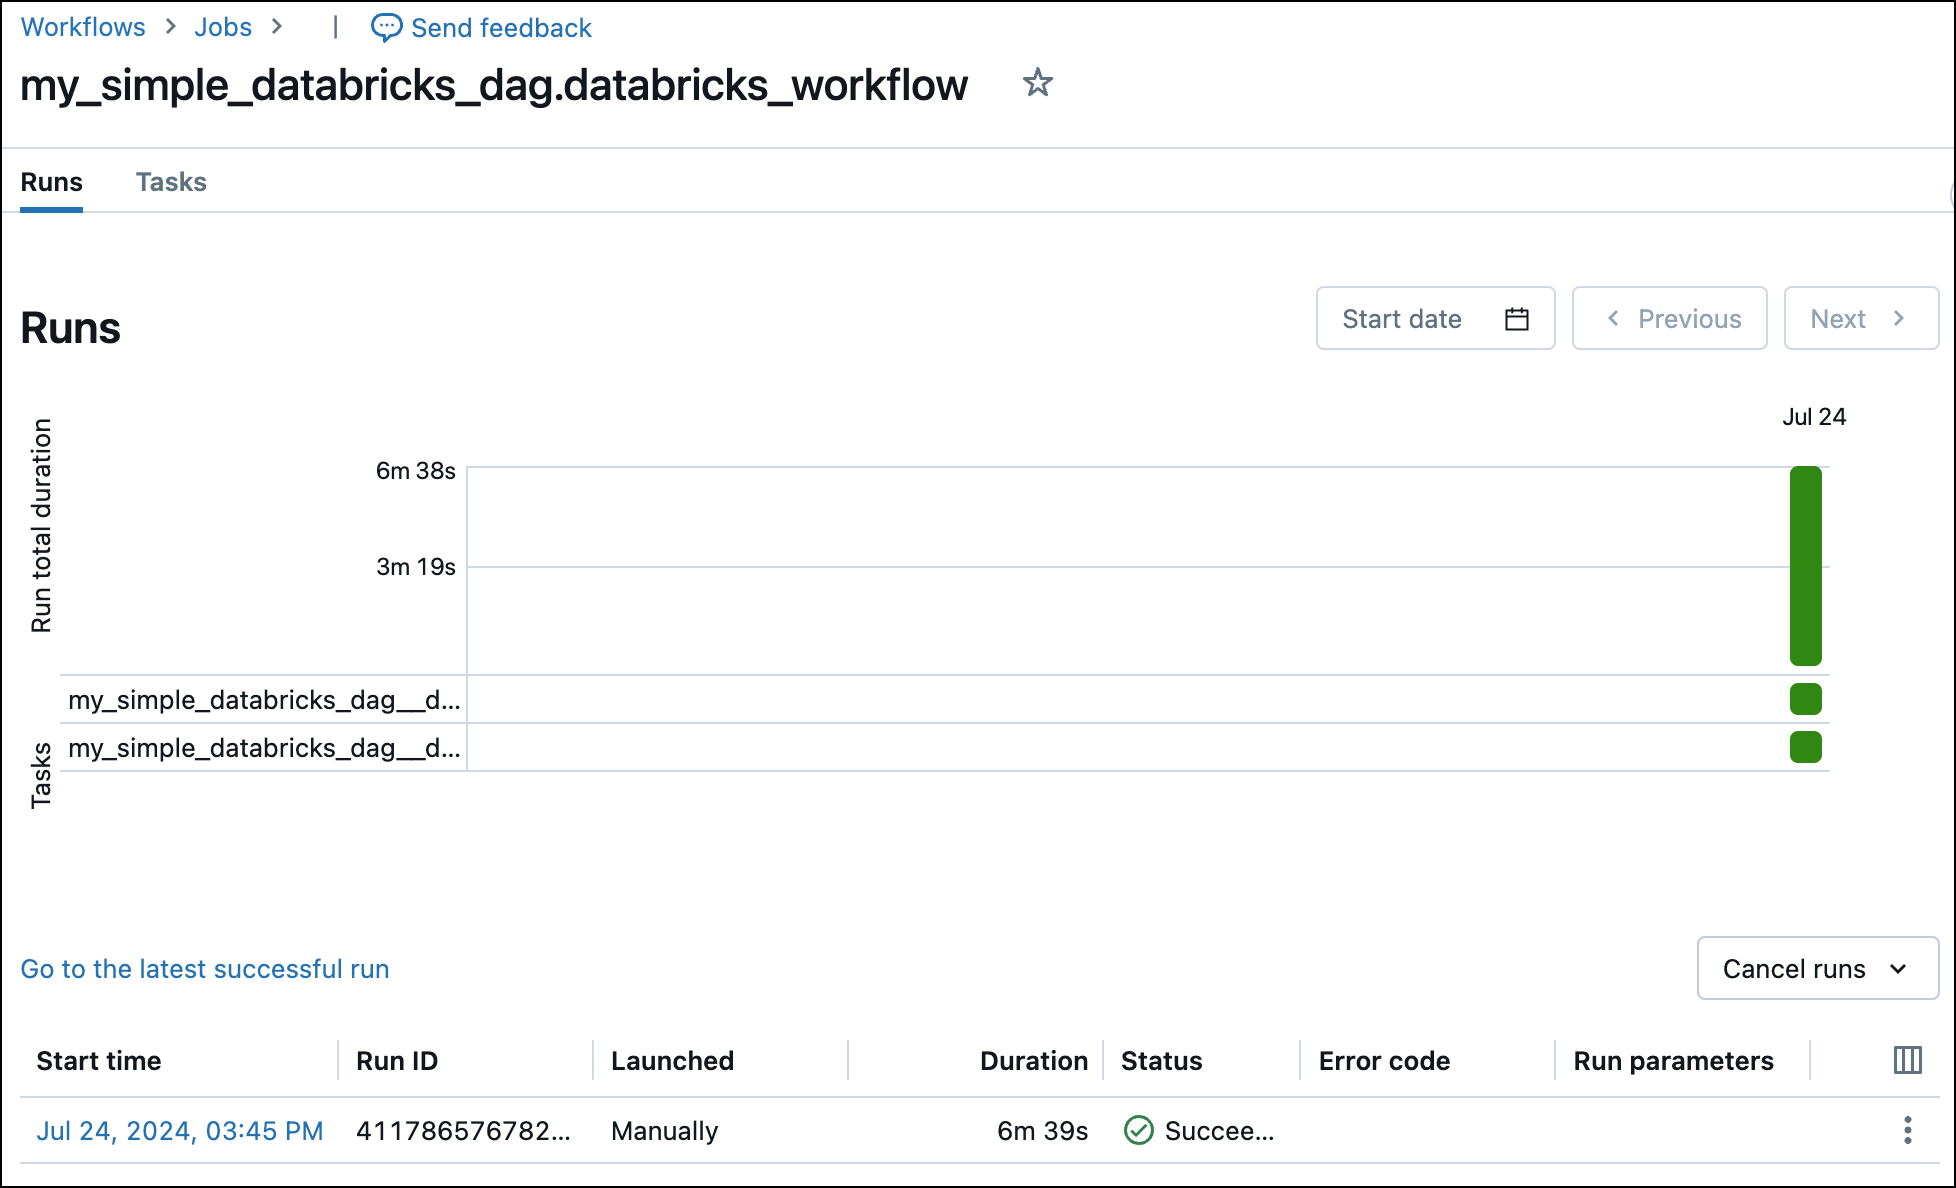 Workflows > Jobs > | Send feedback
my_simple_databricks_dag.databricks_workflow
Runs Tasks
Runs
Start date < Previous Next >
Jul 24
Run total duration
6m 38s
3m 19s
Tasks
my_simple_databricks_dag__d...
my_simple_databricks_dag__d...
Go to the latest successful run
Cancel runs
Start time Run ID Launched Duration Status Error code Run parameters
Jul 24, 2024, 03:45 PM 411786576782... Manually 6m 39s Succee...